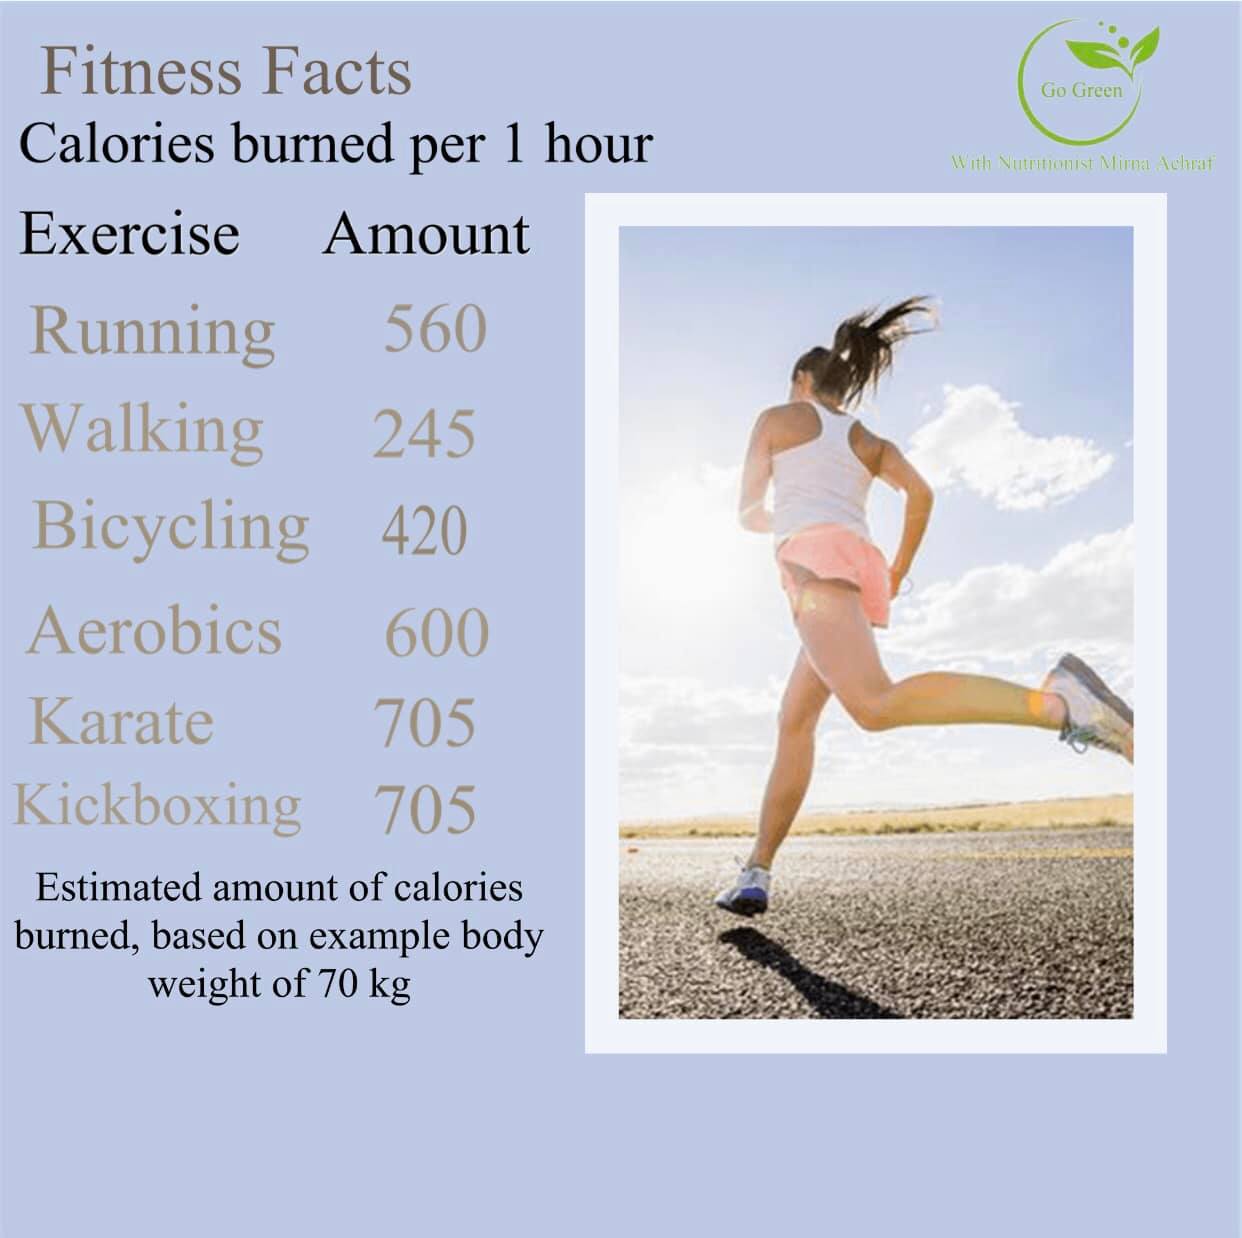 Fitness Facts
Go Green
With Nutritionist Mirna Achraf
Calories burned per 1 hour
Exercise Amount
Running 560
Walking 245
Bicycling 420
Aerobics 600
Karate 705
Kickboxing 705
Estimated amount of calories
burned, based on example body
weight of 70 kg